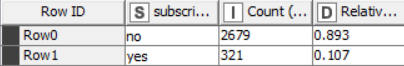 Row ID S subscri... I Count (... D Relativ...
Row0 no 2679 0.893
Row1 yes 321 0.107